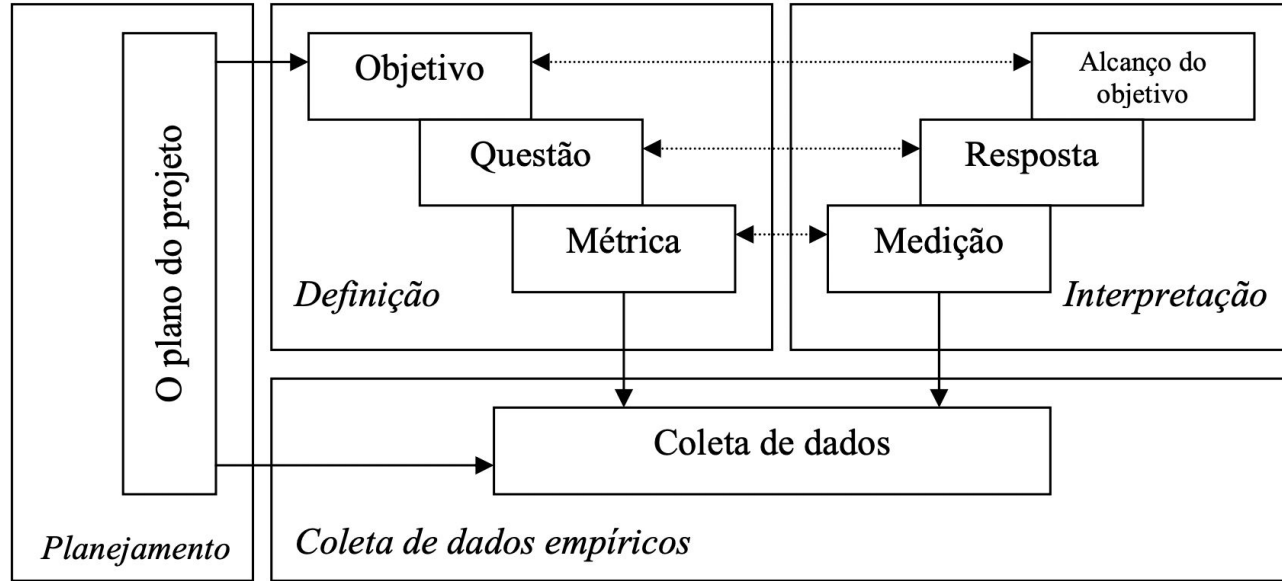 O plano do projeto
Planejamento
Objetivo
Questão
Métrica
Definição
Alcanço do
objetivo
Resposta
Medição
Interpretação
Coleta de dados
Coleta de dados empíricos